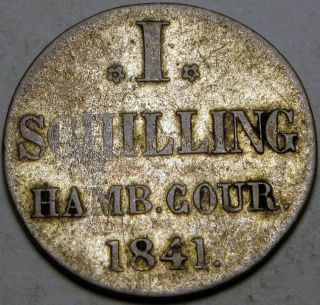 I.
SCHILLING
HAMB. COUR.
1841.